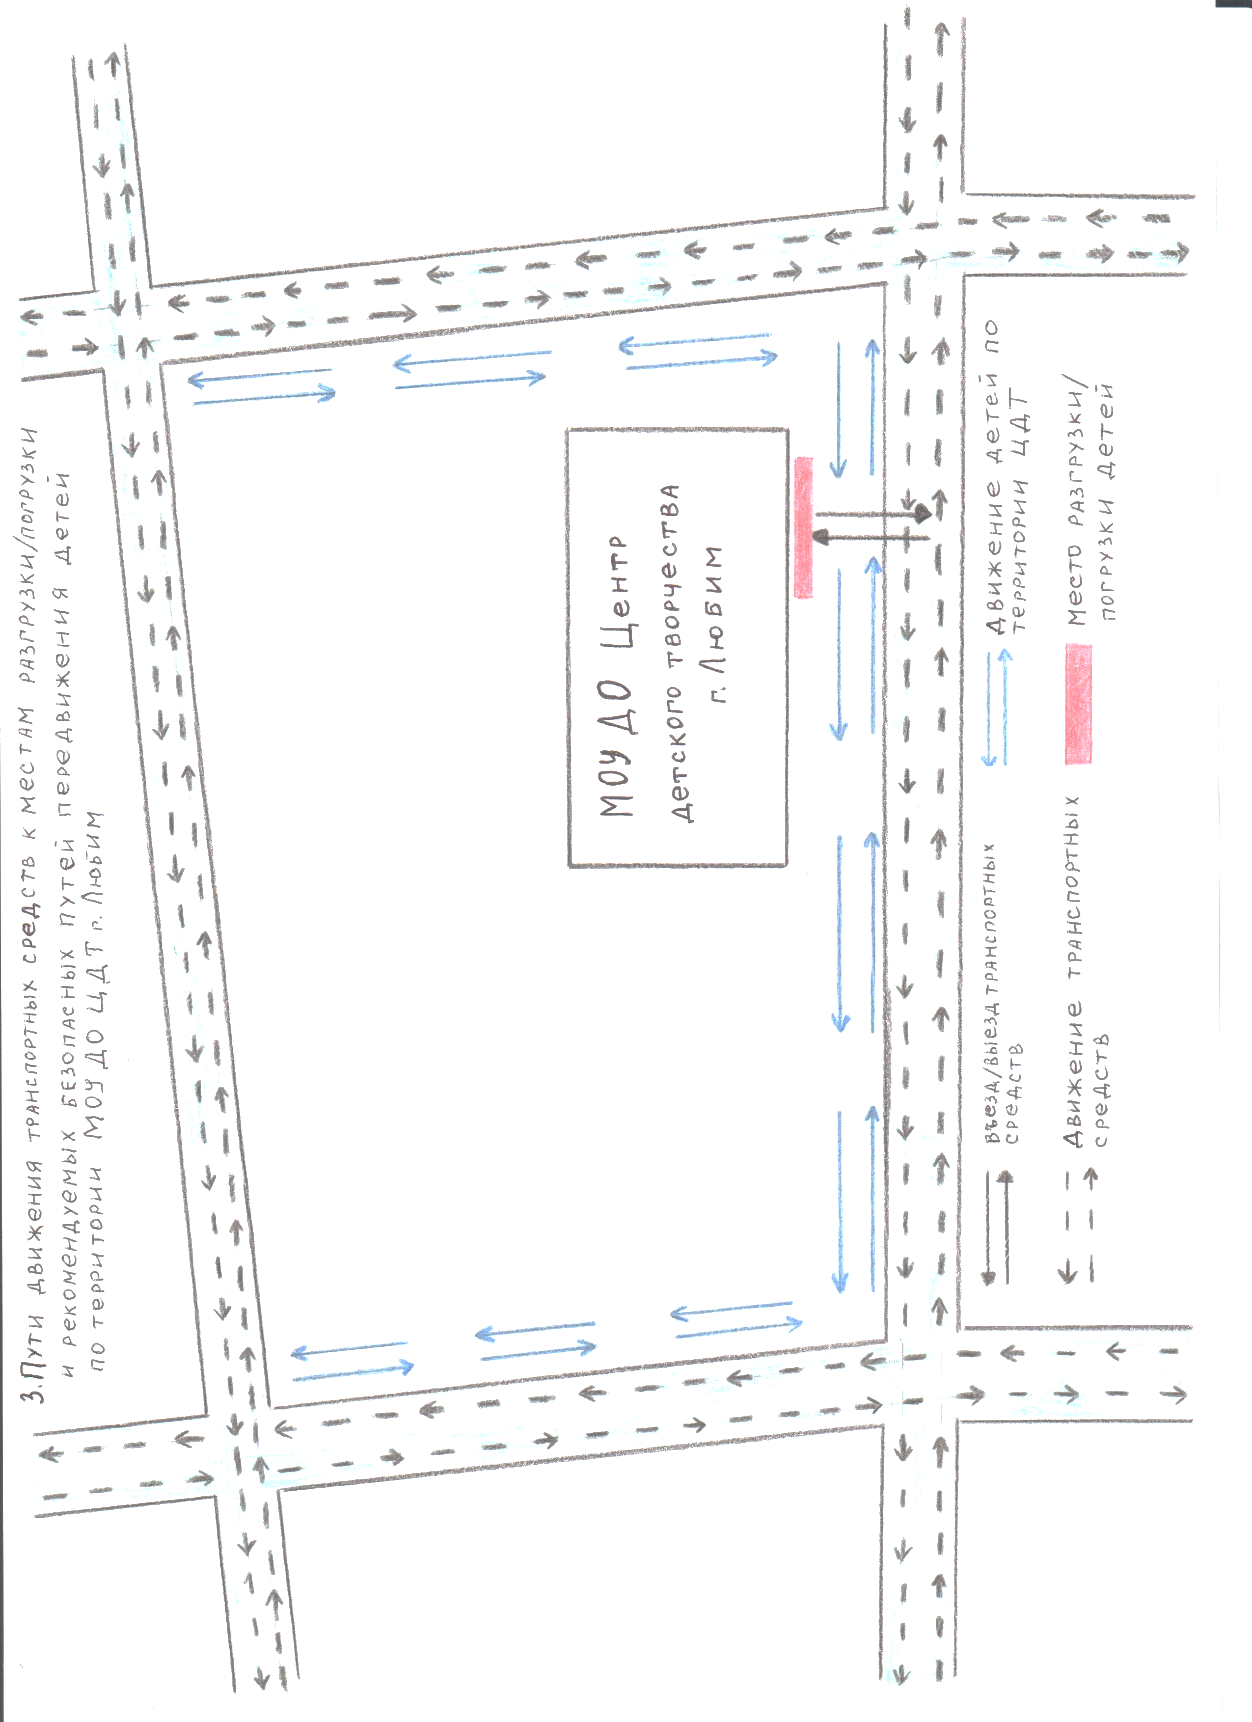 3. Пути движения транспортных средств к местам разгрузки/погрузки
и рекомендуемых безопасных путей передвижения детей
по территории МОУ ДО ЦДТ г. Любим
МОУ ДО Центр
детского творчества
г. Любим
въезд/выезд транспортных
средств
Движение детей по
территории ЦДТ
Движение транспортных
средств
Место разгрузки/
погрузки детей